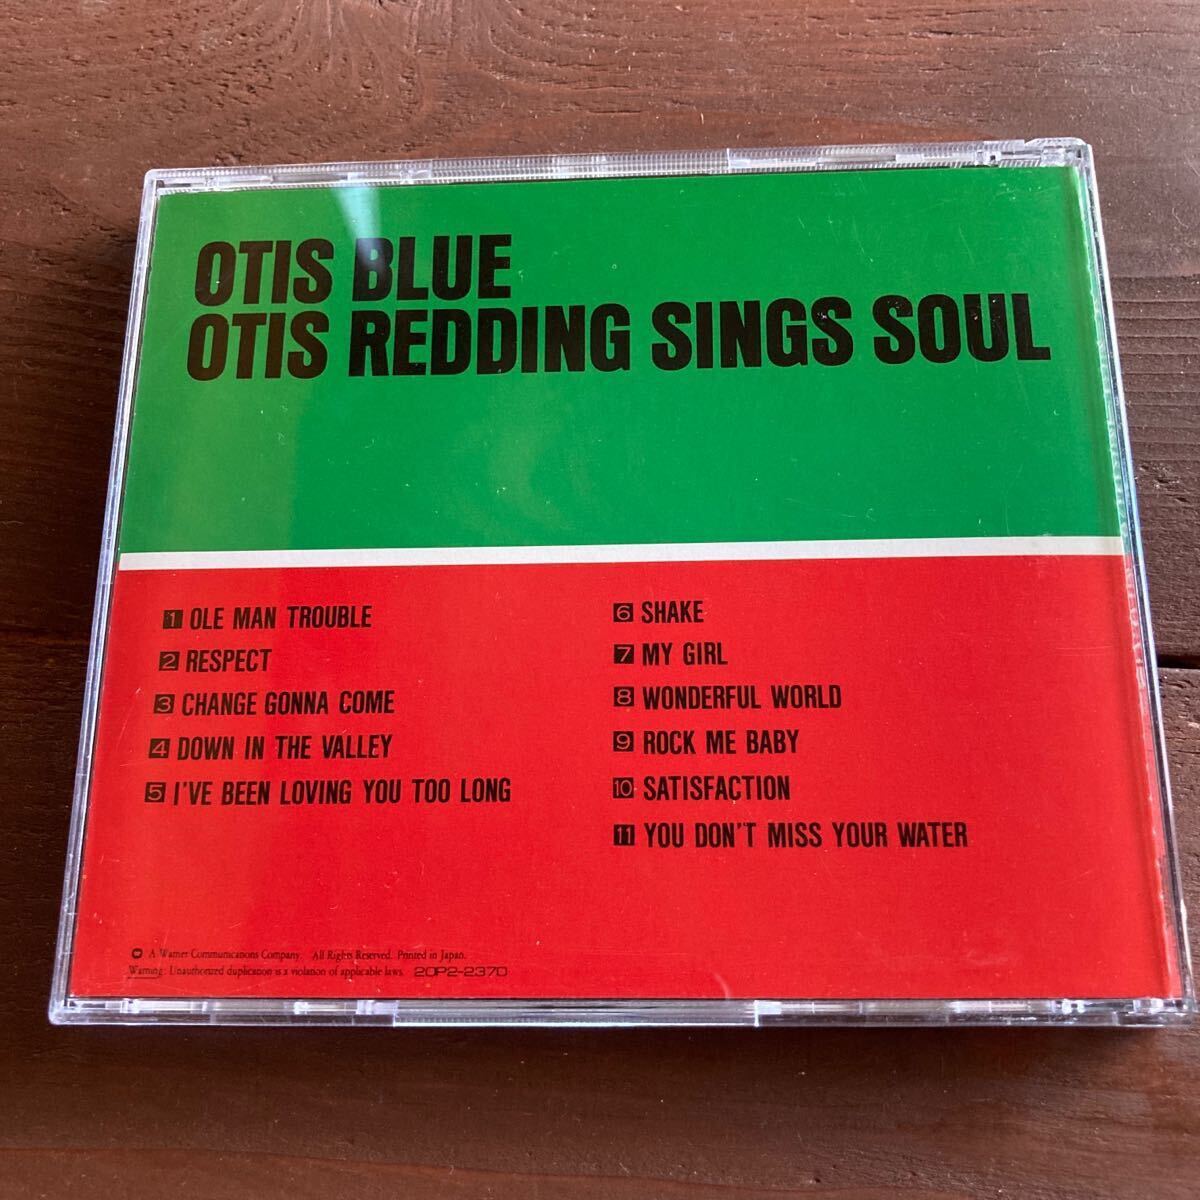 OTIS BLUE
OTIS REDDING SINGS SOUL
1 OLE MAN TROUBLE
2 RESPECT
3 CHANGE GONNA COME
4 DOWN IN THE VALLEY
5 I'VE BEEN LOVING YOU TOO LONG
6 SHAKE
7 MY GIRL
8 WONDERFUL WORLD
9 ROCK ME BABY
10 SATISFACTION
11 YOU DON'T MISS YOUR WATER
A Warner Communications Company. All Rights Reserved. Printed in Japan.
Warning: Unauthorized duplication is a violation of applicable laws. 20P2-2370